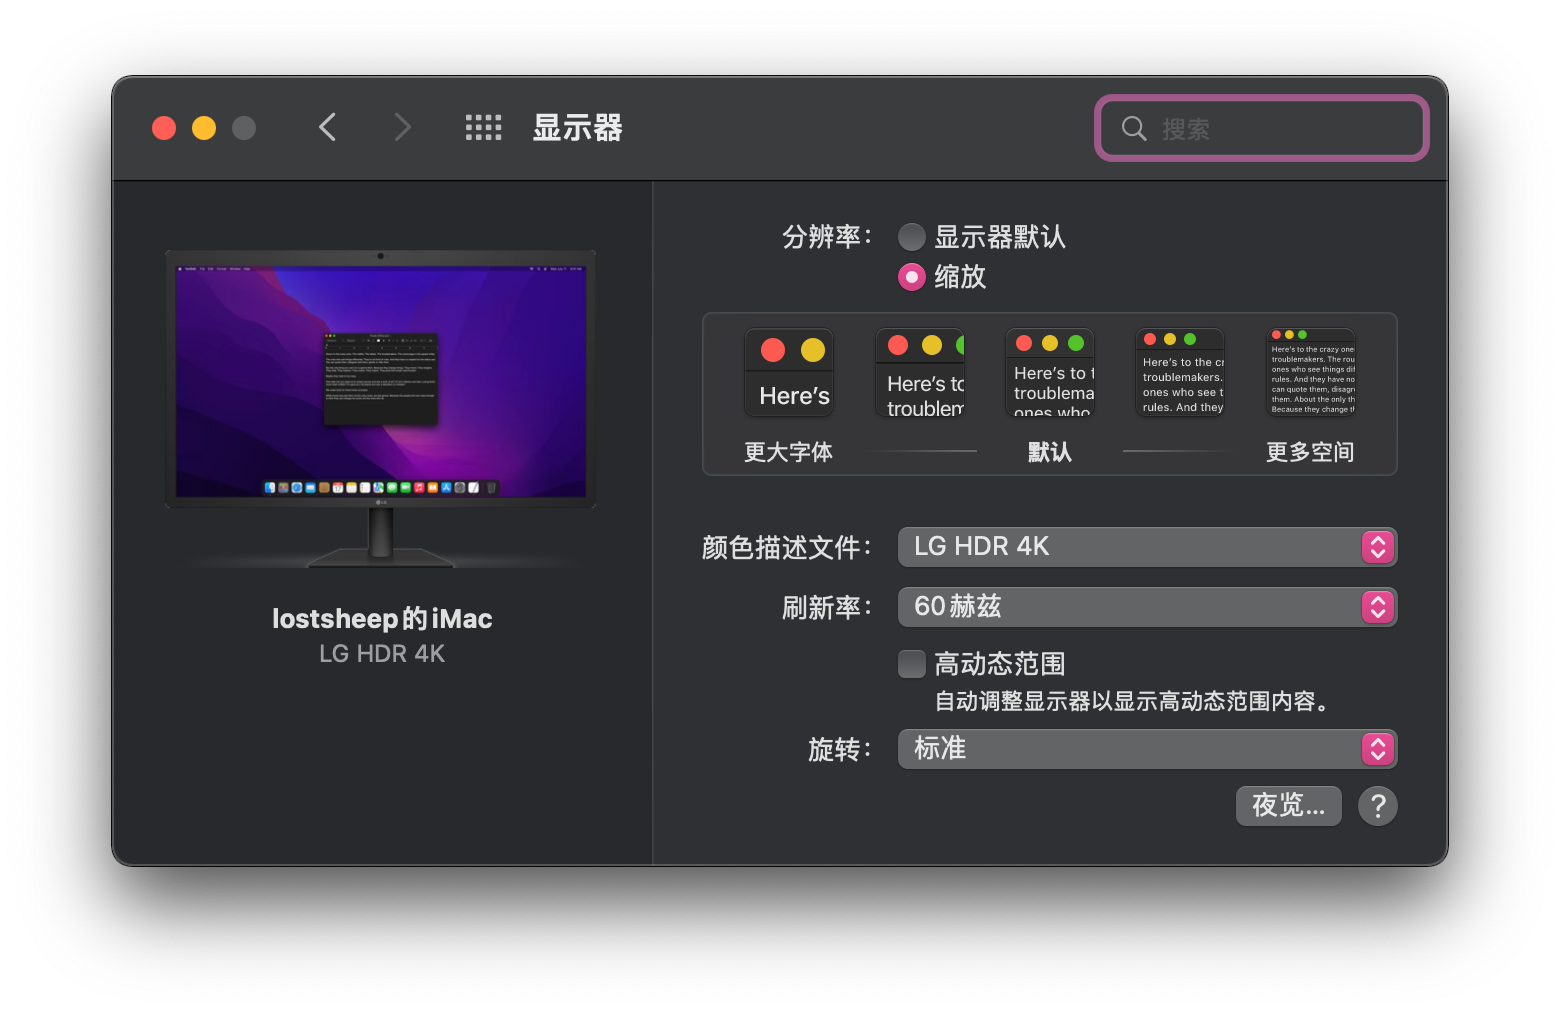 显示器
搜索
分辨率：
显示器默认
缩放
Here's
Here's to
troublem
Here's to t
troublema
ones who
Here's to the cr
troublemakers.
ones who see t
rules. And they
Here's to the crazy one
troublemakers. The rou
ones who see things dif
rules. And they have no
can quote them, disagr
them. About the only th
Because they change th
更大字体
默认
更多空间
颜色描述文件：
LG HDR 4K
刷新率：
60赫兹
高动态范围
自动调整显示器以显示高动态范围内容。
旋转：
标准
夜览...
?
lostsheep的iMac
LG HDR 4K